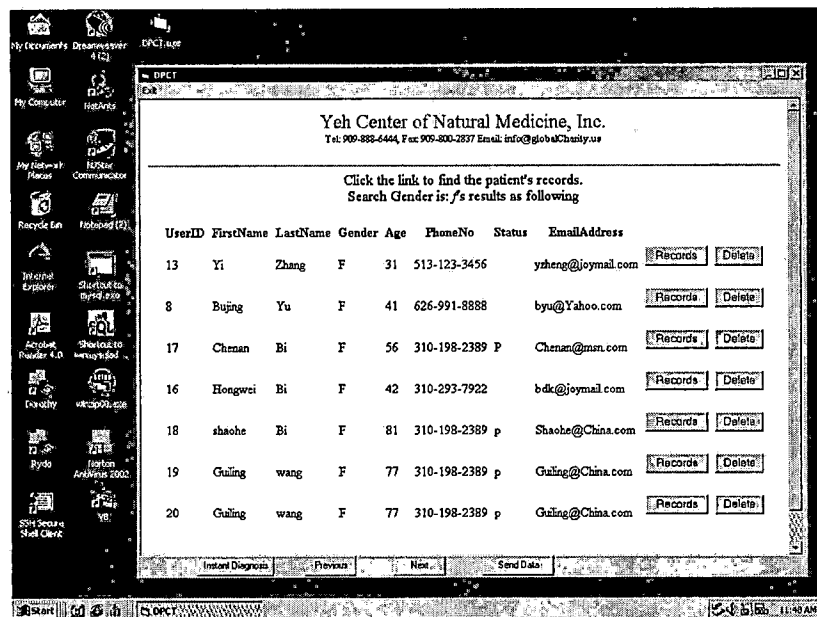 My Documents
Dreamweaver 4 (2)
DPCT.exe
My Computer
NetAnts
My Network Places
NJStar Communicator
Recycle Bin
Notepad (2)
Internet Explorer
Shortcut to mysql.exe
Acrobat Reader 4.0
Shortcut to
Dorothy
Rydo
Norton AntiVirus 2002
SSH Secure Shell Client
DPCT
Exit
Yeh Center of Natural Medicine, Inc.
Tel: 909-888-6444, Fax: 909-800-2837 Email: info@globalCharity.us
Click the link to find the patient's records.
Search Gender is: f's results as following
UserID FirstName LastName Gender Age PhoneNo Status EmailAddress
13 Yi Zhang F 31 513-123-3456 yzheng@joymail.com Records Delete
8 Bujing Yu F 41 626-991-8888 byu@Yahoo.com Records Delete
17 Chenan Bi F 56 310-198-2389 P Chenan@msn.com Records Delete
16 Hongwei Bi F 42 310-293-7922 bdk@joymail.com Records Delete
18 shaohe Bi F 81 310-198-2389 p Shaohe@China.com Records Delete
19 Guiling wang F 77 310-198-2389 p Guiling@China.com Records Delete
20 Guiling wang F 77 310-198-2389 p Guiling@China.com Records Delete
Instant Diagnosis Previous Next Send Data
Start DPCT 11:40 AM